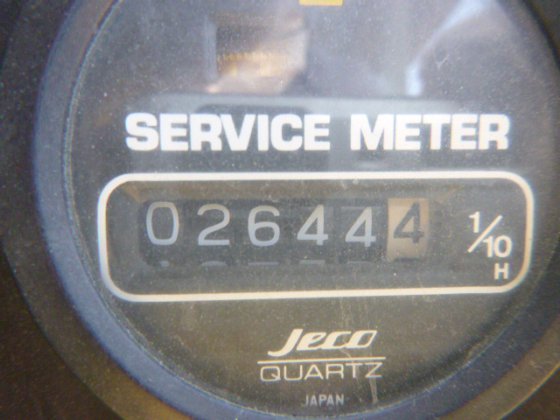 SERVICE METER
026444 1/10
H
Jeco
QUARTZ
JAPAN